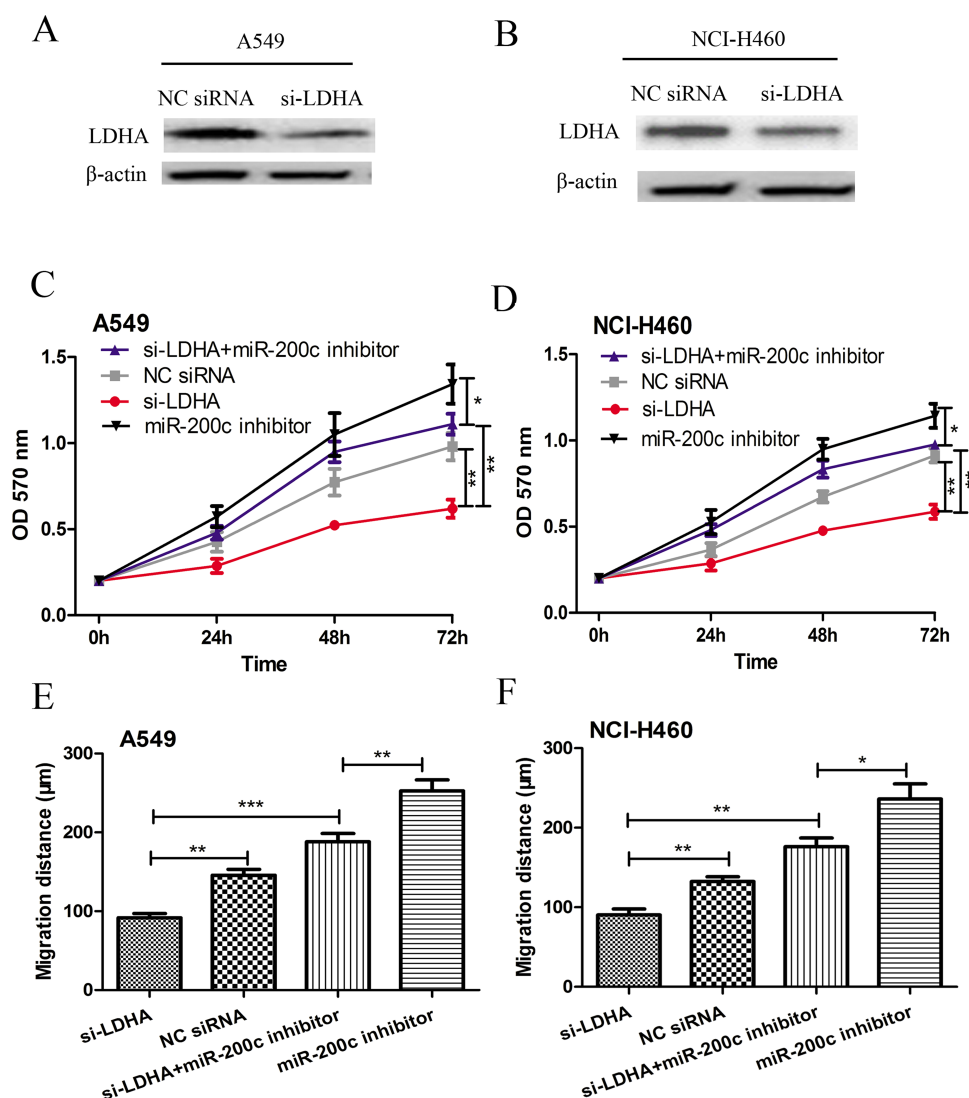 A
A549
NC siRNA si-LDHA
LDHA
β-actin
B
NCI-H460
NC siRNA si-LDHA
LDHA
β-actin
C
A549
si-LDHA+miR-200c inhibitor
NC siRNA
si-LDHA
miR-200c inhibitor
OD 570 nm
1.5
1.0
0.5
0.0
0h 24h 48h 72h
Time
*
**
**
D
NCI-H460
si-LDHA+miR-200c inhibitor
NC siRNA
si-LDHA
miR-200c inhibitor
OD 570 nm
1.5
1.0
0.5
0.0
0h 24h 48h 72h
Time
*
**
**
E
A549
Migration distance (μm)
300
200
100
0
**
***
**
si-LDHA
NC siRNA
si-LDHA+miR-200c inhibitor
miR-200c inhibitor
F
NCI-H460
Migration distance (μm)
300
200
100
0
*
**
**
si-LDHA
NC siRNA
si-LDHA+miR-200c inhibitor
miR-200c inhibitor